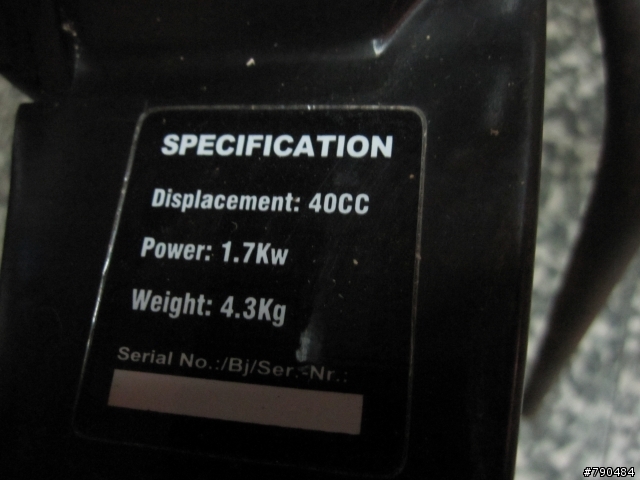 SPECIFICATION
Displacement: 40CC
Power: 1.7Kw
Weight: 4.3Kg
Serial No.:/Bj/Ser.-Nr.:
#790484